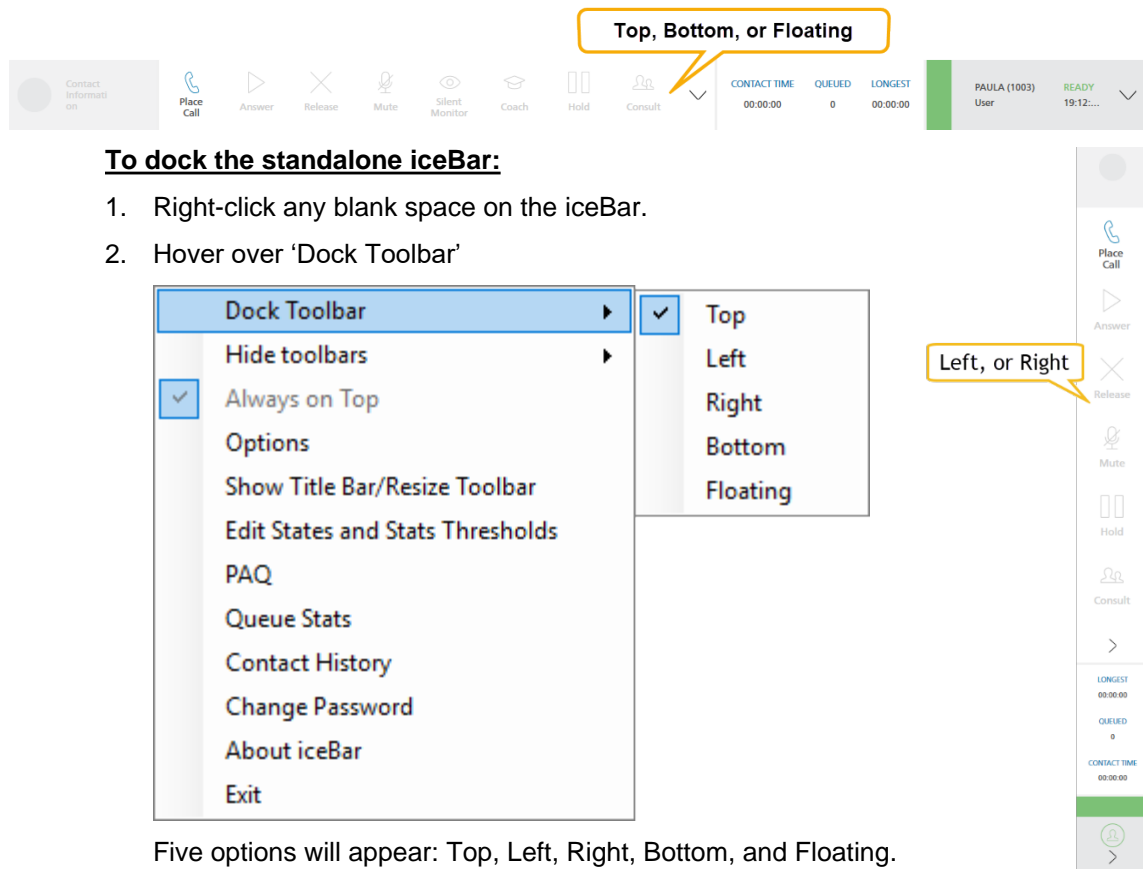 Top, Bottom, or Floating
Contact
Informati
on
Place
Call
Answer
Release
Mute
Silent
Monitor
Coach
Hold
Consult
CONTACT TIME
00:00:00
QUEUED
0
LONGEST
00:00:00
PAULA (1003)
User
READY
19:12:...
To dock the standalone iceBar:
1. Right-click any blank space on the iceBar.
2. Hover over ‘Dock Toolbar’
Dock Toolbar
Hide toolbars
Always on Top
Options
Show Title Bar/Resize Toolbar
Edit States and Stats Thresholds
PAQ
Queue Stats
Contact History
Change Password
About iceBar
Exit
Top
Left
Right
Bottom
Floating
Left, or Right
Place
Call
Answer
Release
Mute
Hold
Consult
LONGEST
00:00:00
QUEUED
0
CONTACT TIME
00:00:00
Five options will appear: Top, Left, Right, Bottom, and Floating.